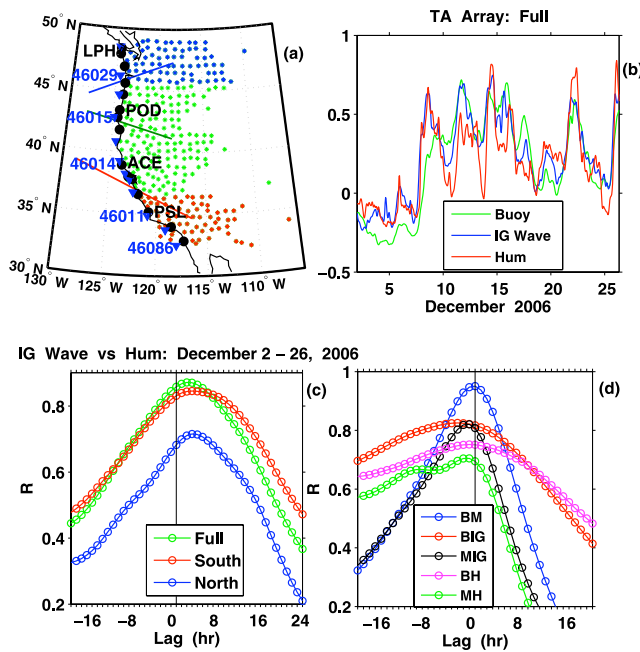 50° N
45° N
40° N
35° N
30° N
130° W
125° W
120° W
115° W
110° W
LPH
46029
POD
46015
46014
ACE
46011
PSL
46086
(a)
TA Array: Full
(b)
1
0.5
0
−0.5
5
10
15
20
25
December 2006
Buoy
IG Wave
Hum
IG Wave vs Hum: December 2 − 26, 2006
(c)
R
0.8
0.6
0.4
0.2
−16
−8
0
8
16
24
Lag (hr)
Full
South
North
(d)
R
1
0.8
0.6
0.4
0.2
−16
−8
0
8
16
Lag (hr)
BM
BIG
MIG
BH
MH